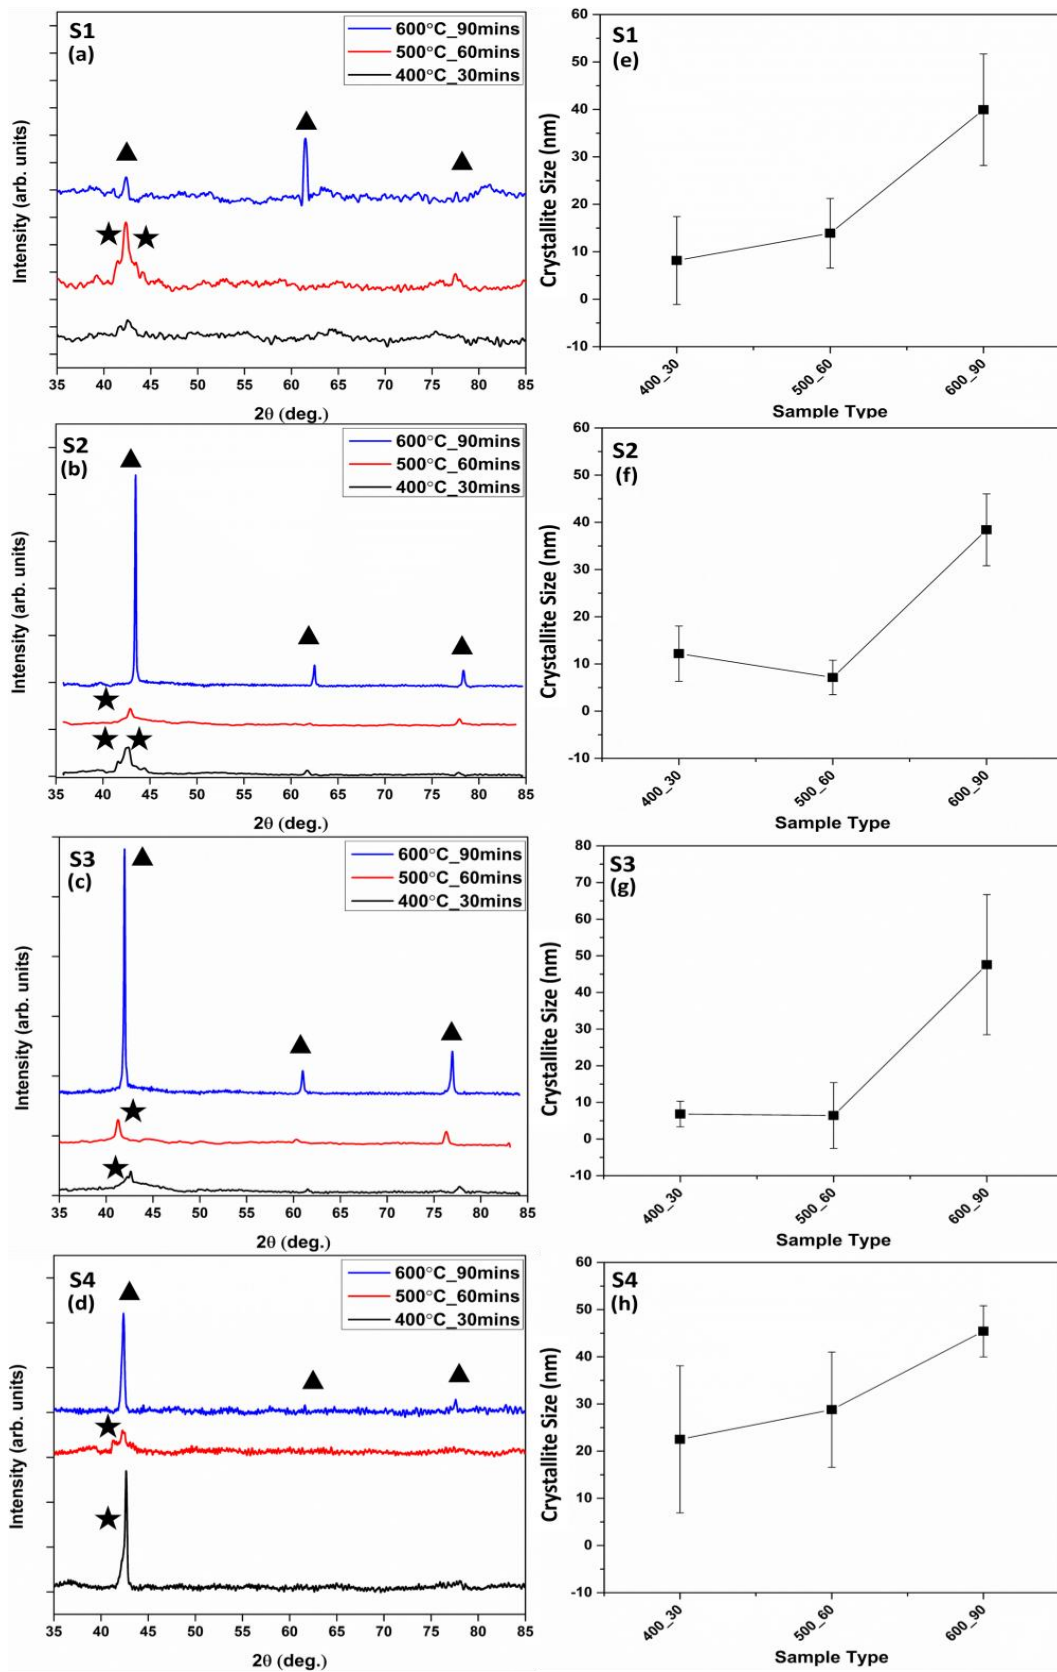 S1
(a)
600°C_90mins
500°C_60mins
400°C_30mins
Intensity (arb. units)
35 40 45 50 55 60 65 70 75 80 85
2θ (deg.)
S1
(e)
60
50
40
30
20
10
0
-10
Crystallite Size (nm)
400_30 500_60 600_90
Sample Type
S2
(b)
600°C_90mins
500°C_60mins
400°C_30mins
Intensity (arb. units)
35 40 45 50 55 60 65 70 75 80 85
2θ (deg.)
S2
(f)
60
50
40
30
20
10
0
-10
Crystallite Size (nm)
400_30 500_60 600_90
Sample Type
S3
(c)
600°C_90mins
500°C_60mins
400°C_30mins
Intensity (arb. units)
35 40 45 50 55 60 65 70 75 80 85
2θ (deg.)
S3
(g)
80
70
60
50
40
30
20
10
0
-10
Crystallite Size (nm)
400_30 500_60 600_90
Sample Type
S4
(d)
600°C_90mins
500°C_60mins
400°C_30mins
Intensity (arb. units)
35 40 45 50 55 60 65 70 75 80 85
2θ (deg.)
S4
(h)
60
50
40
30
20
10
0
-10
Crystallite Size (nm)
400_30 500_60 600_90
Sample Type